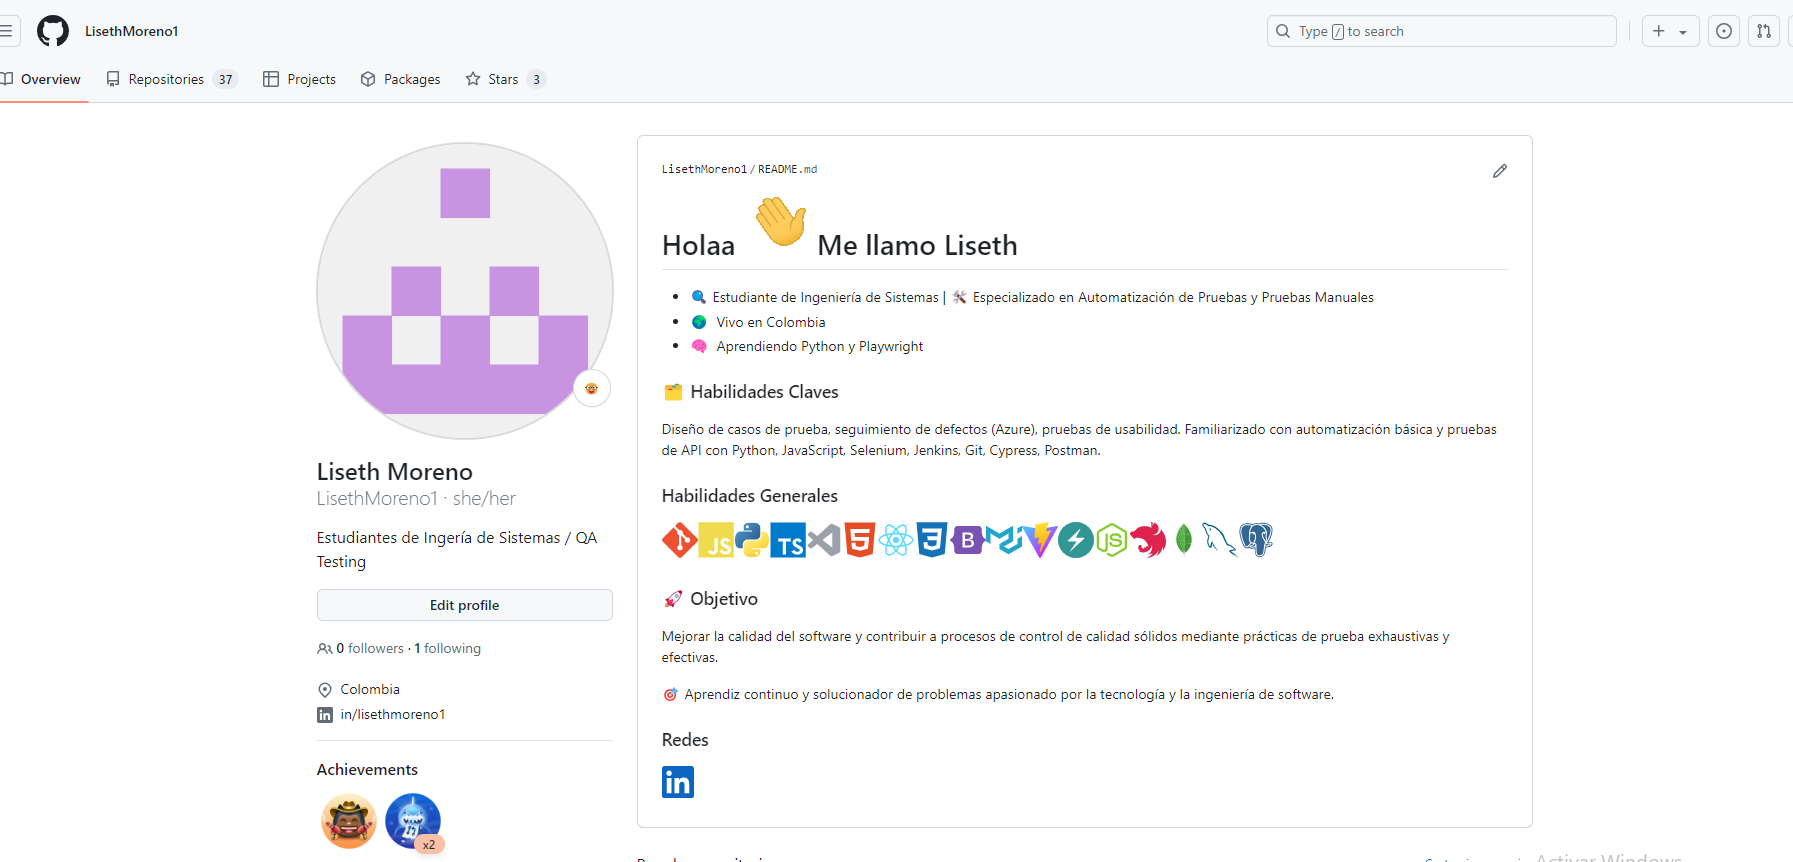 LisethMoreno1
Type / to search
Overview Repositories 37 Projects Packages Stars 3
LisethMoreno1 / README.md
Holaa 👋 Me llamo Liseth
🔍 Estudiante de Ingeniería de Sistemas | 🛠️ Especializado en Automatización de Pruebas y Pruebas Manuales
🌍 Vivo en Colombia
🧠 Aprendiendo Python y Playwright
🗂️ Habilidades Claves
Diseño de casos de prueba, seguimiento de defectos (Azure), pruebas de usabilidad. Familiarizado con automatización básica y pruebas
de API con Python, JavaScript, Selenium, Jenkins, Git, Cypress, Postman.
Habilidades Generales
JS TS B JS
🚀 Objetivo
Mejorar la calidad del software y contribuir a procesos de control de calidad sólidos mediante prácticas de prueba exhaustivas y
efectivas.
🎯 Aprendiz continuo y solucionador de problemas apasionado por la tecnología y la ingeniería de software.
Redes
in
Liseth Moreno
LisethMoreno1 · she/her
Estudiantes de Ingería de Sistemas / QA
Testing
Edit profile
0 followers · 1 following
Colombia
in/lisethmoreno1
Achievements
x2
Activar Windows